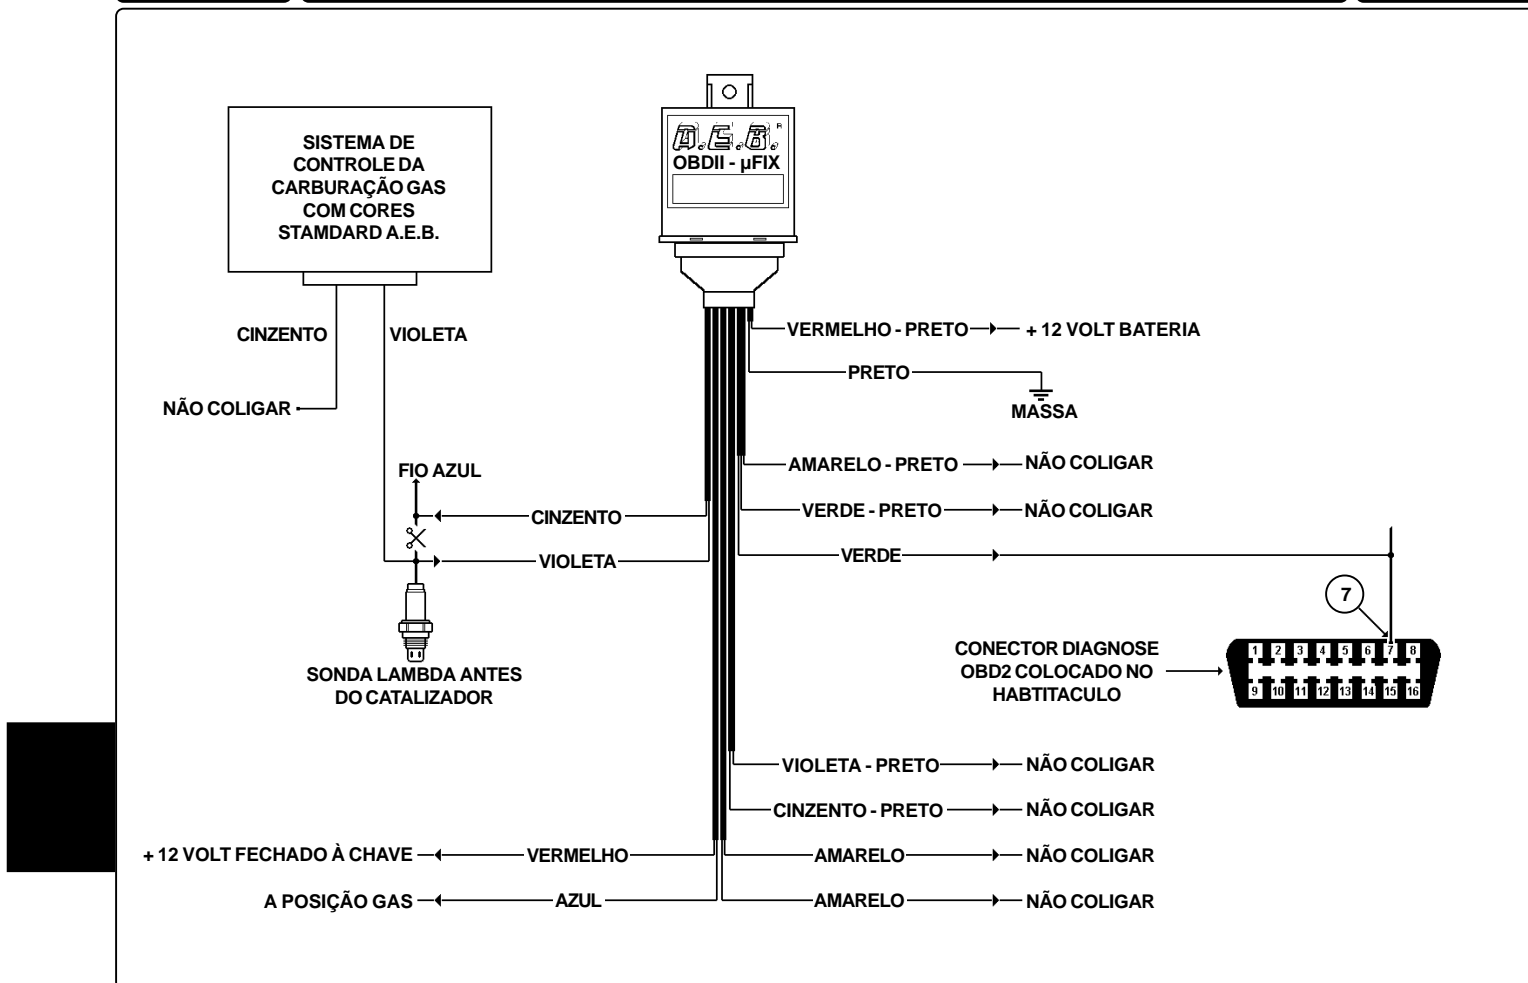 SISTEMA DE
CONTROLE DA
CARBURAÇÃO GAS
COM CORES
STAMDARD A.E.B.
A.E.B.®
OBDII - µFIX
CINZENTO
VIOLETA
NÃO COLIGAR
VERMELHO - PRETO
+ 12 VOLT BATERIA
PRETO
MASSA
FIO AZUL
AMARELO - PRETO
NÃO COLIGAR
CINZENTO
VERDE - PRETO
NÃO COLIGAR
VIOLETA
VERDE
7
SONDA LAMBDA ANTES
DO CATALIZADOR
CONECTOR DIAGNOSE
OBD2 COLOCADO NO
HABTITACULO
1 2 3 4 5 6 7 8
9 10 11 12 13 14 15 16
VIOLETA - PRETO
NÃO COLIGAR
CINZENTO - PRETO
NÃO COLIGAR
+ 12 VOLT FECHADO À CHAVE
VERMELHO
AMARELO
NÃO COLIGAR
A POSIÇÃO GAS
AZUL
AMARELO
NÃO COLIGAR